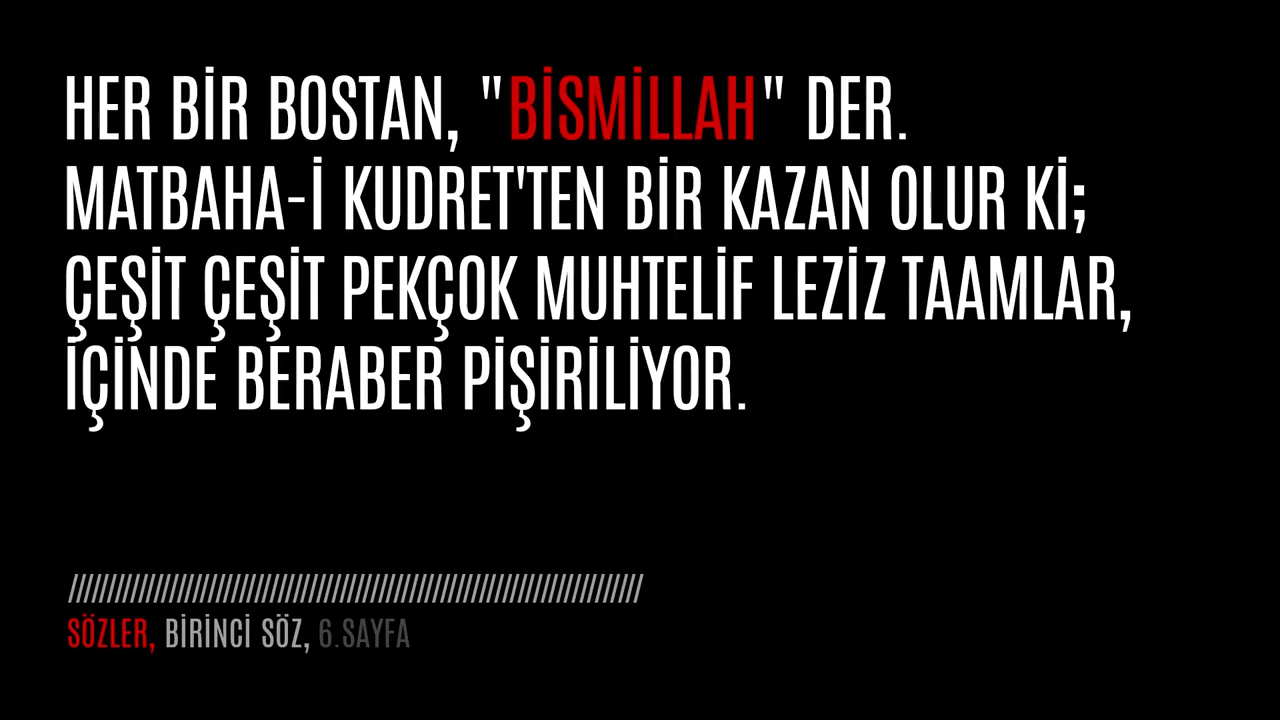 HER BİR BOSTAN, "BİSMİLLAH" DER.
MATBAHA-İ KUDRET'TEN BİR KAZAN OLUR Kİ;
ÇEŞİT ÇEŞİT PEKÇOK MUHTELİF LEZİZ TAAMLAR,
İÇİNDE BERABER PİŞİRİLİYOR.
//////////////////////////////////////////////////////////////////////////
SÖZLER, BİRİNCİ SÖZ, 6.SAYFA